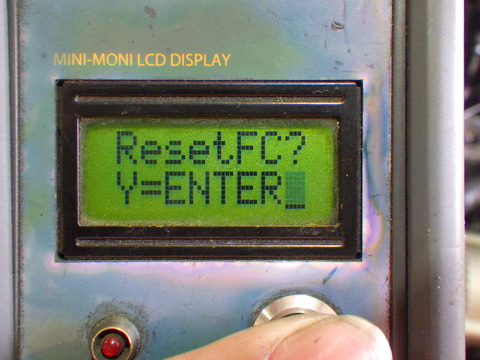 MINI-MONI LCD DISPLAY
ResetFC?
Y=ENTER